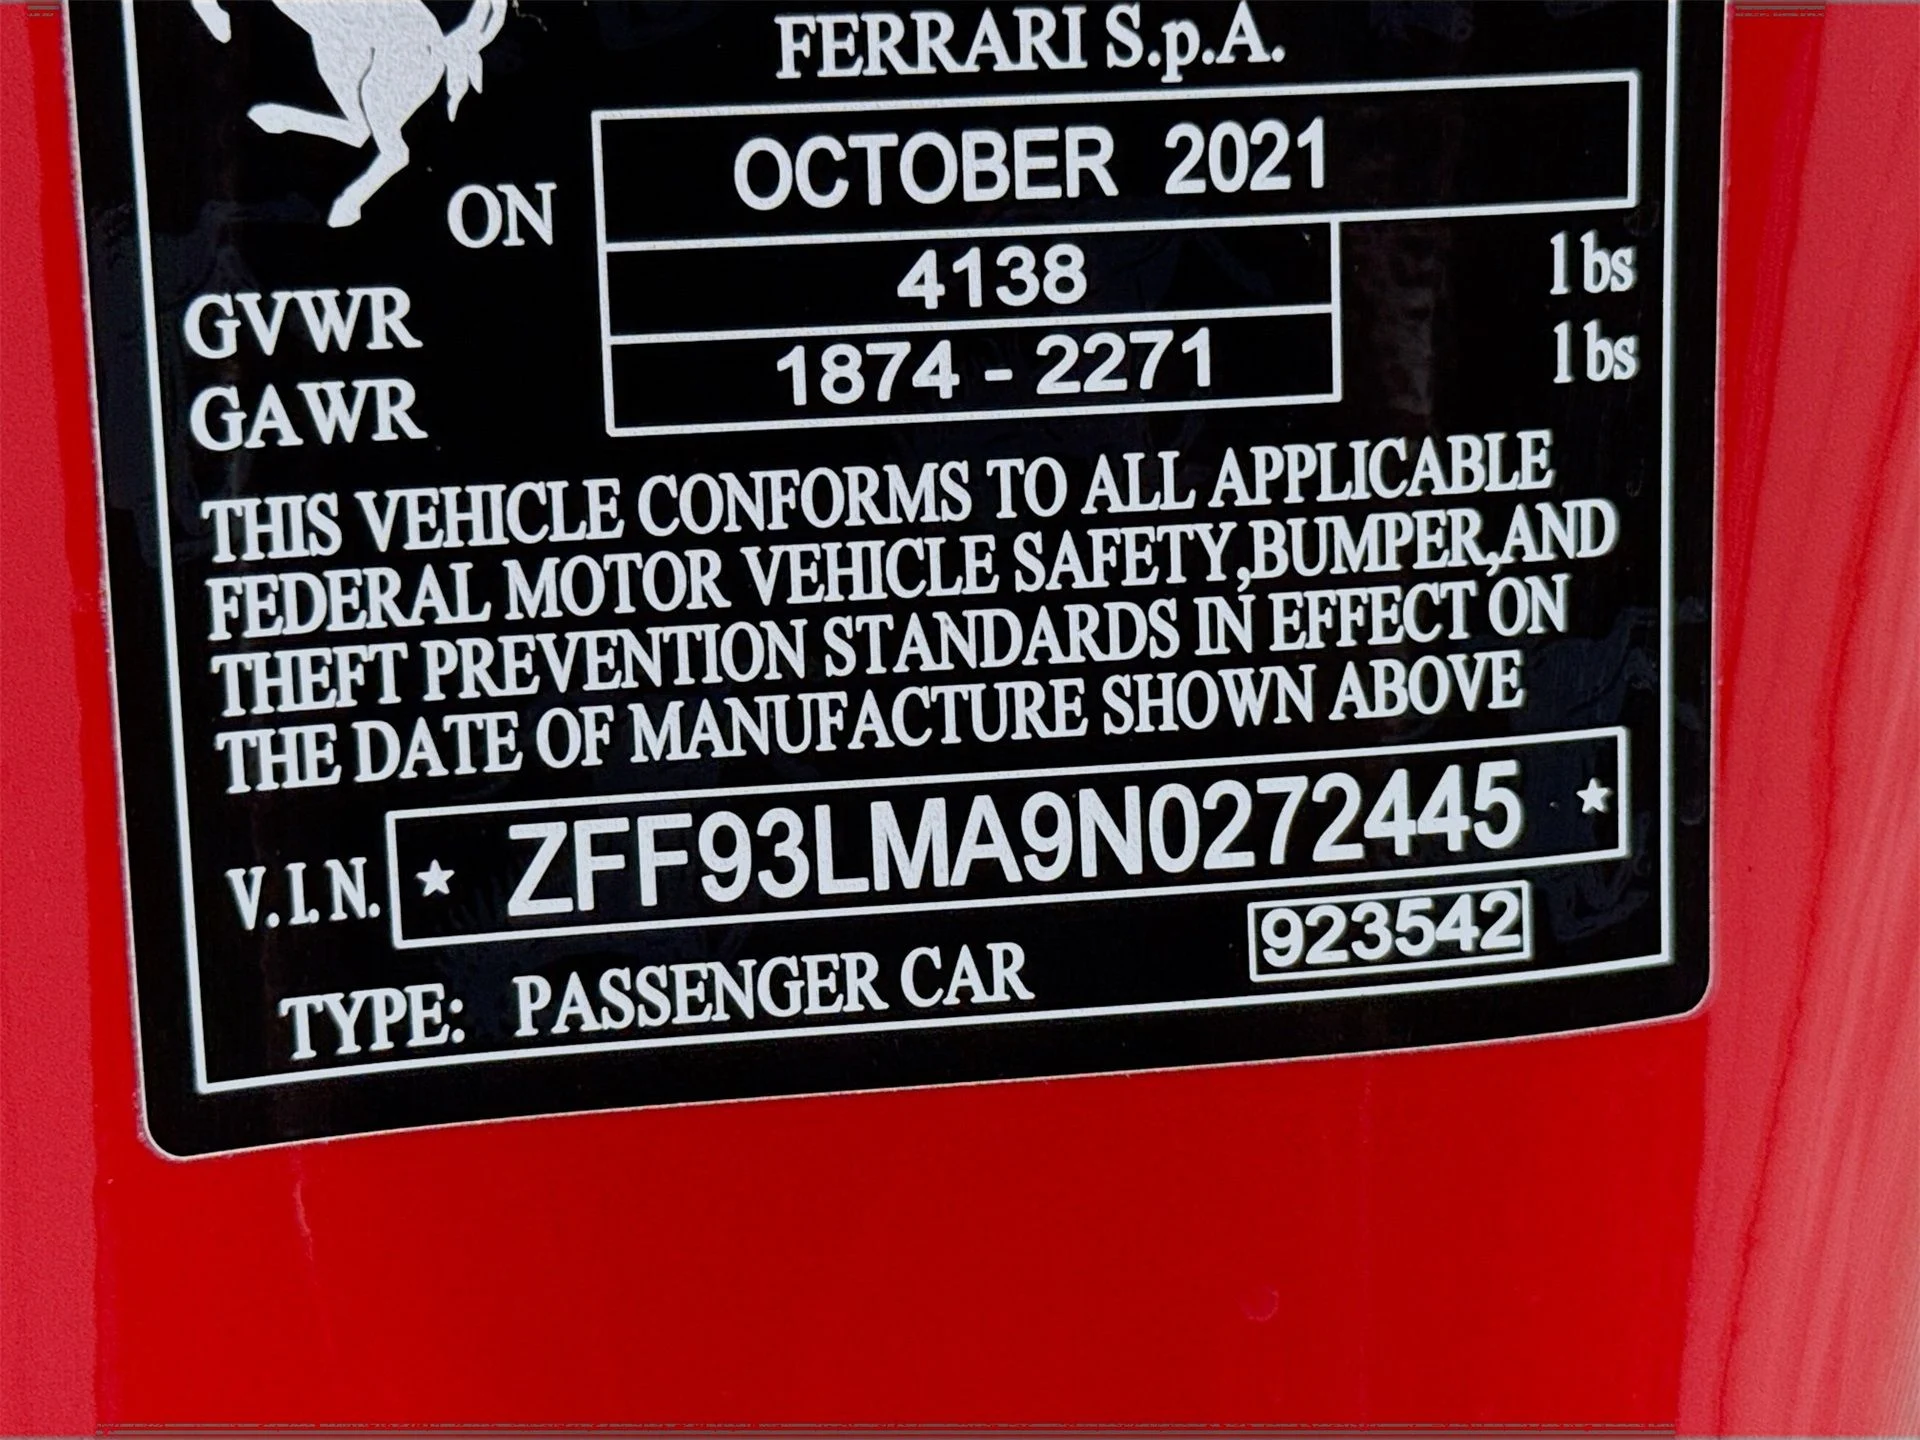 FERRARI S.p.A.
ON OCTOBER 2021
GVWR 4138 lbs
GAWR 1874 - 2271 lbs
THIS VEHICLE CONFORMS TO ALL APPLICABLE
FEDERAL MOTOR VEHICLE SAFETY,BUMPER,AND
THEFT PREVENTION STANDARDS IN EFFECT ON
THE DATE OF MANUFACTURE SHOWN ABOVE
V.I.N. ★ ZFF93LMA9N0272445 ★
923542
TYPE: PASSENGER CAR